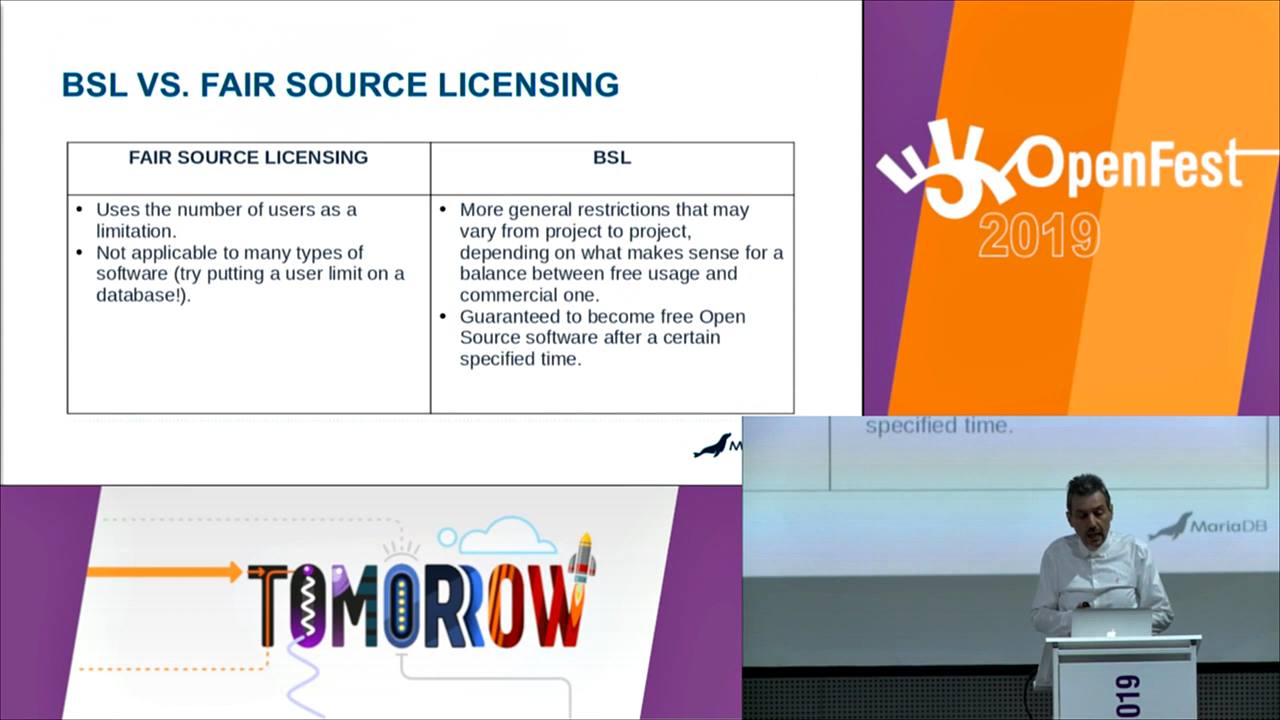 BSL VS. FAIR SOURCE LICENSING
FAIR SOURCE LICENSING
BSL
• Uses the number of users as a
limitation.
• Not applicable to many types of
software (try putting a user limit on a
database!).
• More general restrictions that may
vary from project to project,
depending on what makes sense for a
balance between free usage and
commercial one.
• Guaranteed to become free Open
Source software after a certain
specified time.
M
OpenFest
2019
specified time.
MariaDB
TOMORROW
019